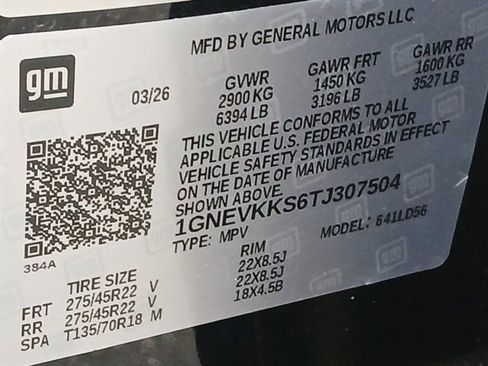 MFD BY GENERAL MOTORS LLC
gm
03/26
GVWR GAWR FRT GAWR RR
2900 KG 1450 KG 1600 KG
6394 LB 3196 LB 3527 LB
THIS VEHICLE CONFORMS TO ALL
APPLICABLE U.S. FEDERAL MOTOR
VEHICLE SAFETY STANDARDS IN EFFECT
ON THE DATE OF MANUFACTURE
SHOWN ABOVE.
1GNEVKKS6TJ307504
TYPE: MPV MODEL: 641LD56
384A
TIRE SIZE RIM
FRT 275/45R22 V 22X8.5J
RR 275/45R22 V 22X8.5J
SPA T135/70R18 M 18X4.5B